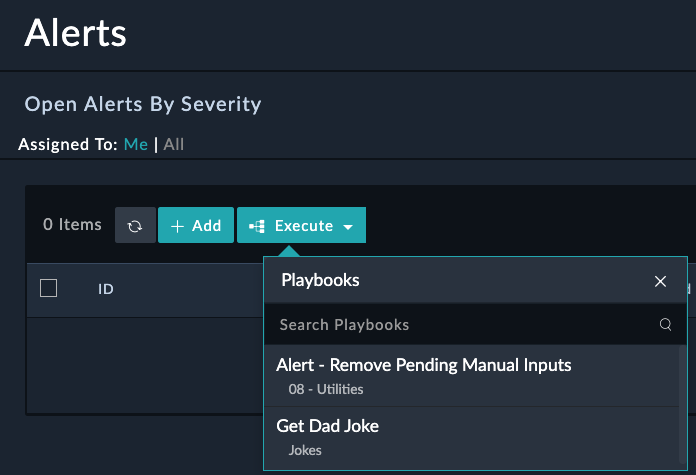 Alerts
Open Alerts By Severity
Assigned To: Me | All
0 Items
+ Add
Execute
ID
Playbooks
Search Playbooks
Alert - Remove Pending Manual Inputs
08 - Utilities
Get Dad Joke
Jokes